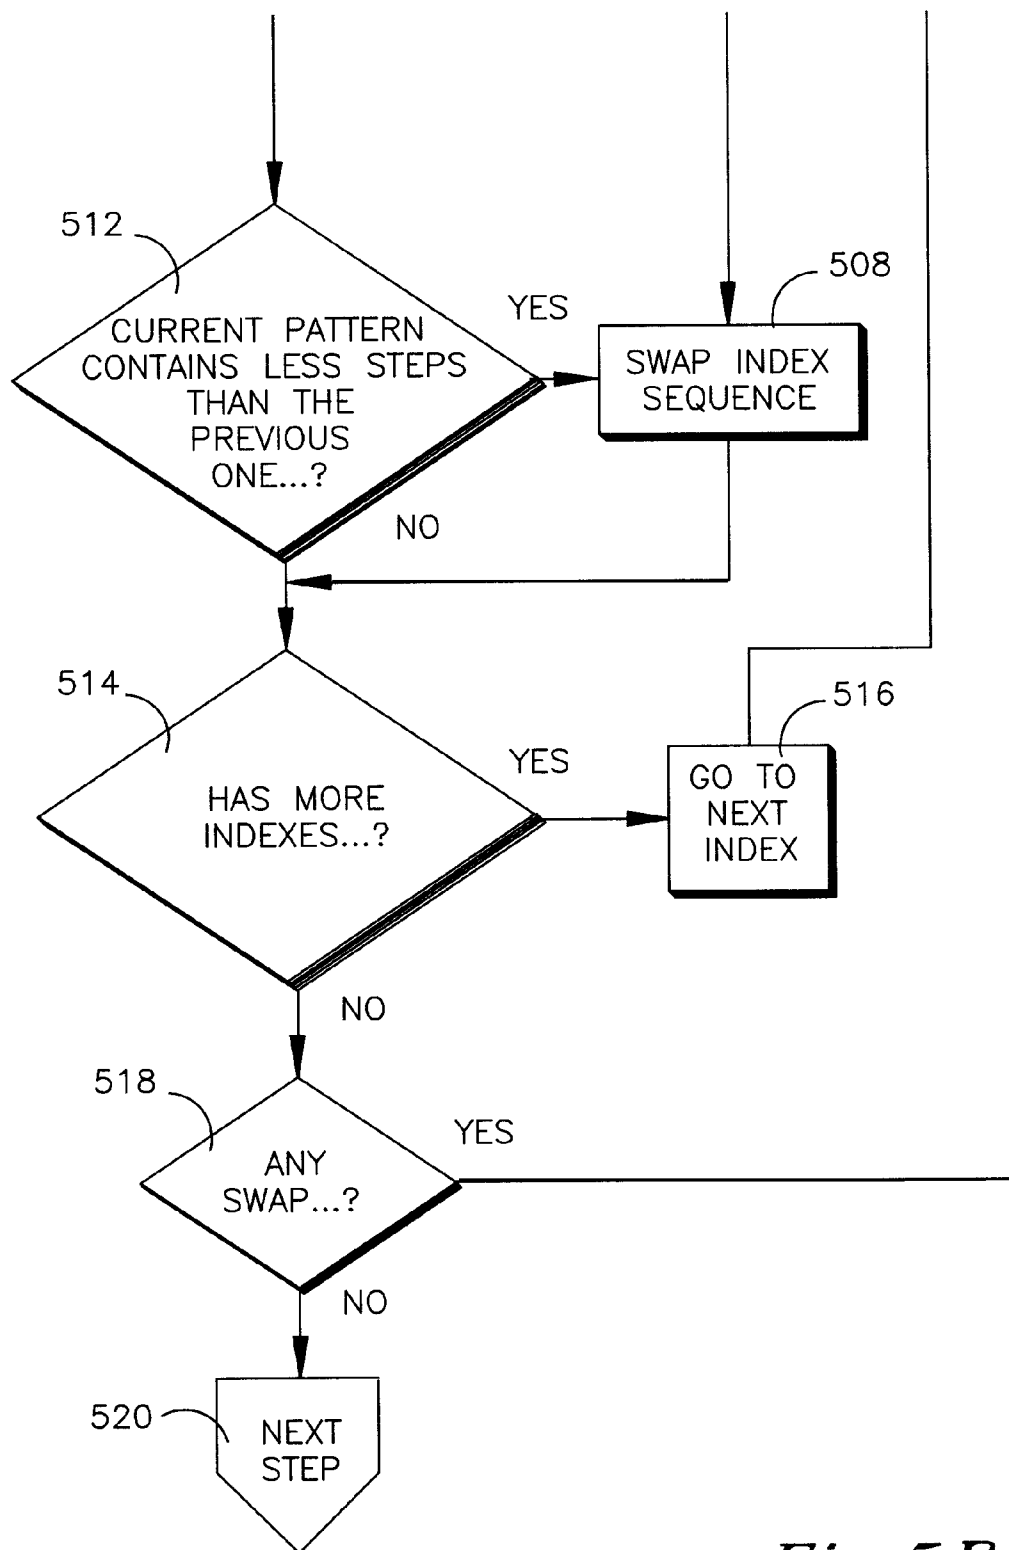 512
CURRENT PATTERN
CONTAINS LESS STEPS
THAN THE
PREVIOUS
ONE...?
YES
508
SWAP INDEX
SEQUENCE
NO
514
HAS MORE
INDEXES...?
YES
516
GO TO
NEXT
INDEX
NO
518
ANY
SWAP...?
YES
NO
520
NEXT
STEP